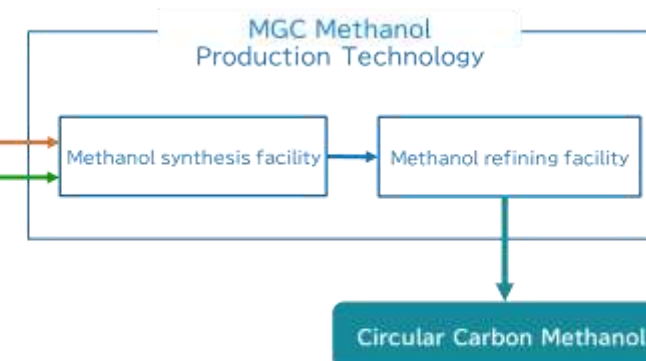 MGC Methanol
Production Technology
Methanol synthesis facility
Methanol refining facility
Circular Carbon Methanol